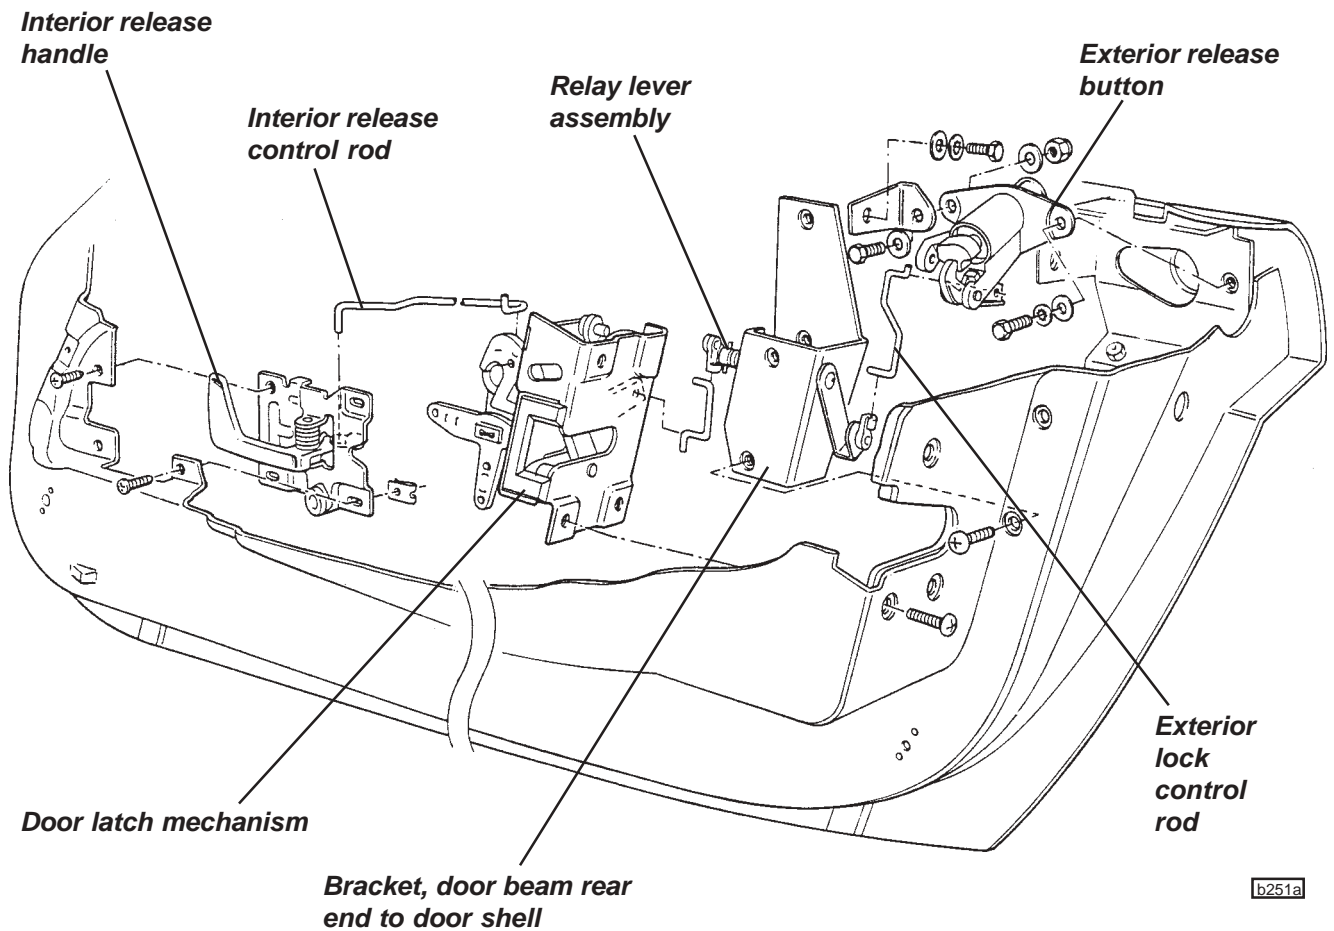 Interior release
handle
Interior release
control rod
Relay lever
assembly
Exterior release
button
Exterior
lock
control
rod
Door latch mechanism
Bracket, door beam rear
end to door shell
b251a